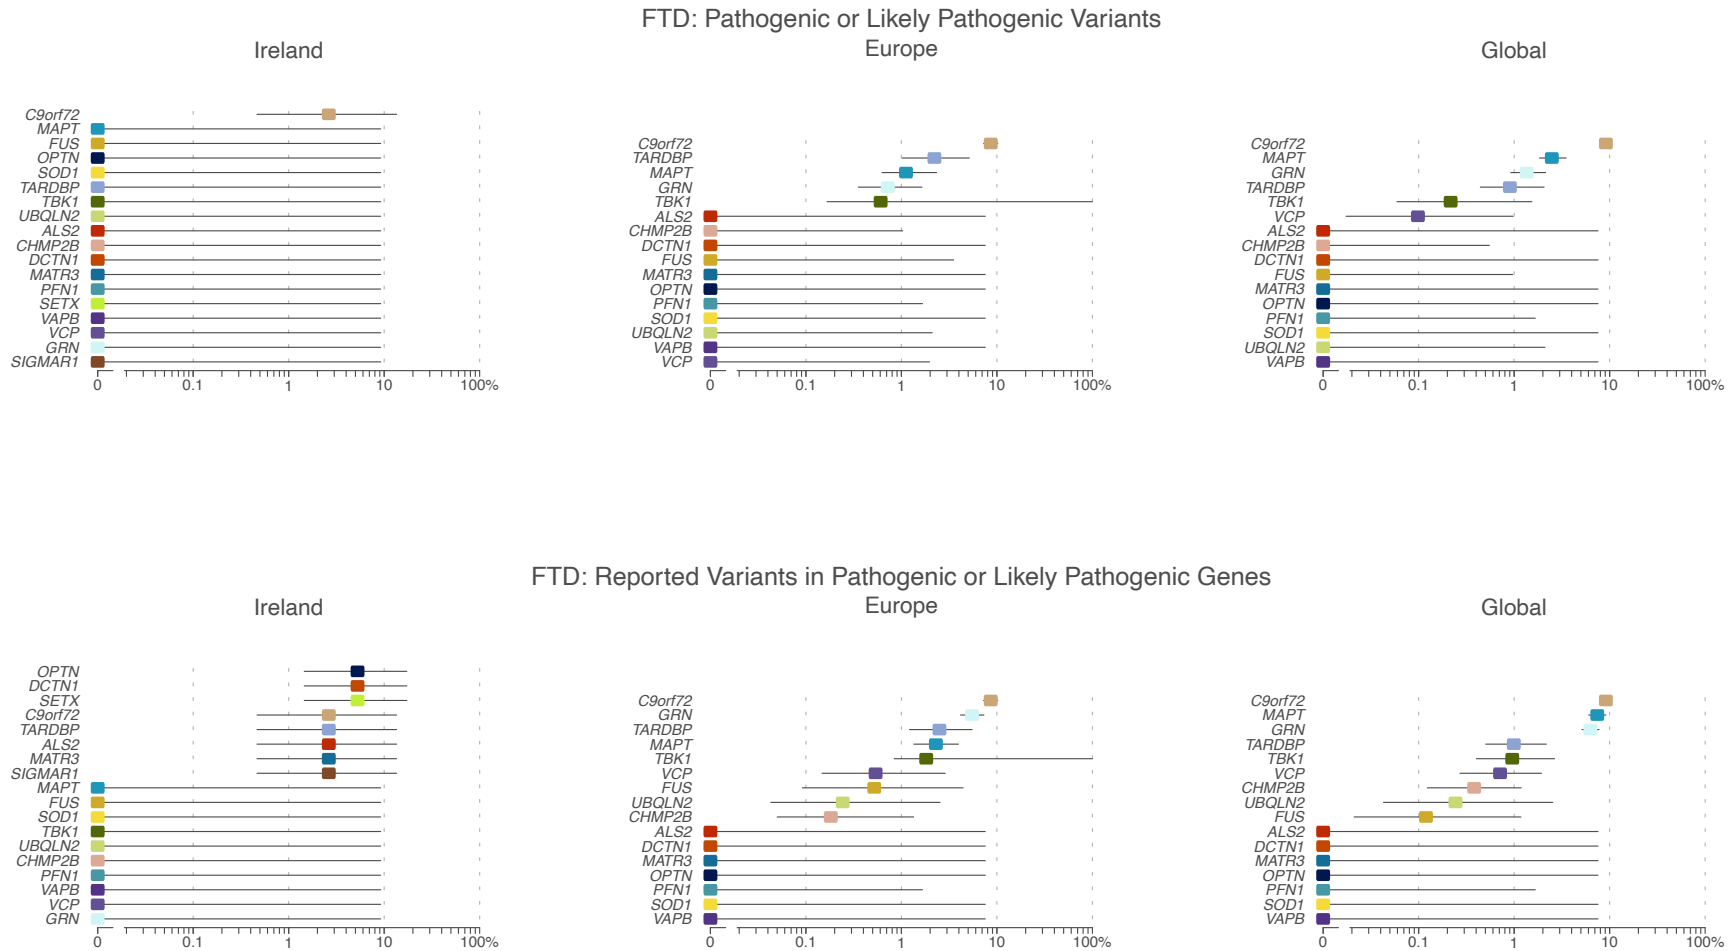 FTD: Pathogenic or Likely Pathogenic Variants
Ireland
Europe
Global
C9orf72
MAPT
FUS
OPTN
SOD1
TARDBP
TBK1
UBQLN2
ALS2
CHMP2B
DCTN1
MATR3
PFN1
SETX
VAPB
VCP
GRN
SIGMAR1
0 0.1 1 10 100%
C9orf72
TARDBP
MAPT
GRN
TBK1
ALS2
CHMP2B
DCTN1
FUS
MATR3
OPTN
PFN1
SOD1
UBQLN2
VAPB
VCP
0 0.1 1 10 100%
C9orf72
MAPT
GRN
TARDBP
TBK1
VCP
ALS2
CHMP2B
DCTN1
FUS
MATR3
OPTN
PFN1
SOD1
UBQLN2
VAPB
0 0.1 1 10 100%
FTD: Reported Variants in Pathogenic or Likely Pathogenic Genes
Ireland
Europe
Global
OPTN
DCTN1
SETX
C9orf72
TARDBP
ALS2
MATR3
SIGMAR1
MAPT
FUS
SOD1
TBK1
UBQLN2
CHMP2B
PFN1
VAPB
VCP
GRN
0 0.1 1 10 100%
C9orf72
GRN
TARDBP
MAPT
TBK1
VCP
FUS
UBQLN2
CHMP2B
ALS2
DCTN1
MATR3
OPTN
PFN1
SOD1
VAPB
0 0.1 1 10 100%
C9orf72
MAPT
GRN
TARDBP
TBK1
VCP
CHMP2B
UBQLN2
FUS
ALS2
DCTN1
MATR3
OPTN
PFN1
SOD1
VAPB
0 0.1 1 10 100%